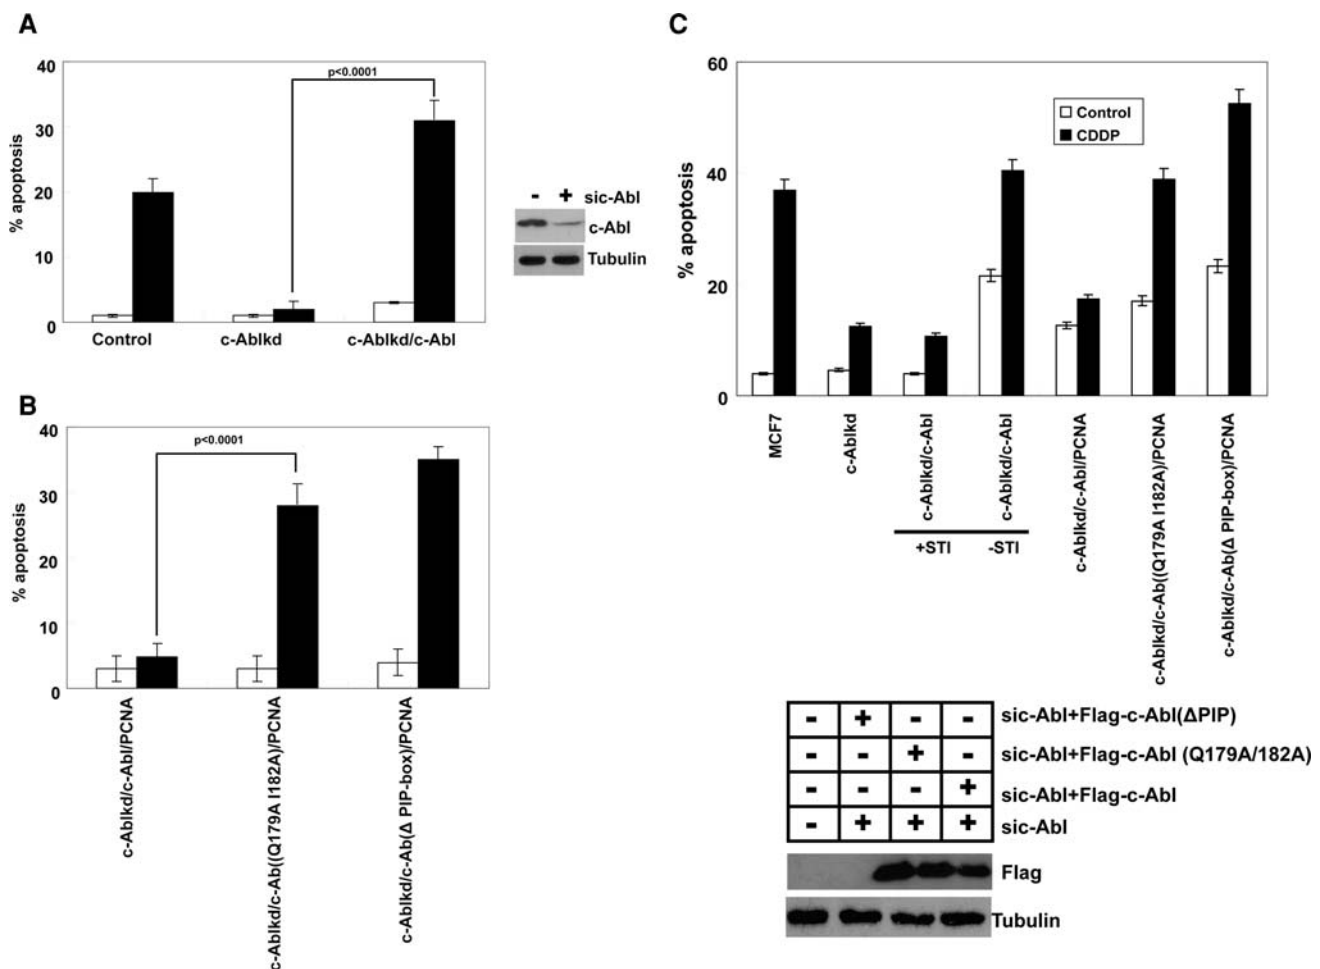 A
40
30
20
10
0
% apoptosis
p<0.0001
Control
c-Ablkd
c-Ablkd/c-Abl
- + sic-Abl
c-Abl
Tubulin
B
40
30
20
10
0
% apoptosis
p<0.0001
c-Ablkd/c-Abl/PCNA
c-Ablkd/c-Ab((Q179A I182A)/PCNA
c-Ablkd/c-Ab(Δ PIP-box)/PCNA
C
60
40
20
0
% apoptosis
Control
CDDP
MCF7
c-Ablkd
c-Ablkd/c-Abl
c-Ablkd/c-Abl
+STI
-STI
c-Ablkd/c-Abl/PCNA
c-Ablkd/c-Ab((Q179A I182A)/PCNA
c-Ablkd/c-Ab(Δ PIP-box)/PCNA
- + - - sic-Abl+Flag-c-Abl(ΔPIP)
- - + - sic-Abl+Flag-c-Abl (Q179A/182A)
- - - + sic-Abl+Flag-c-Abl
- + + + sic-Abl
Flag
Tubulin